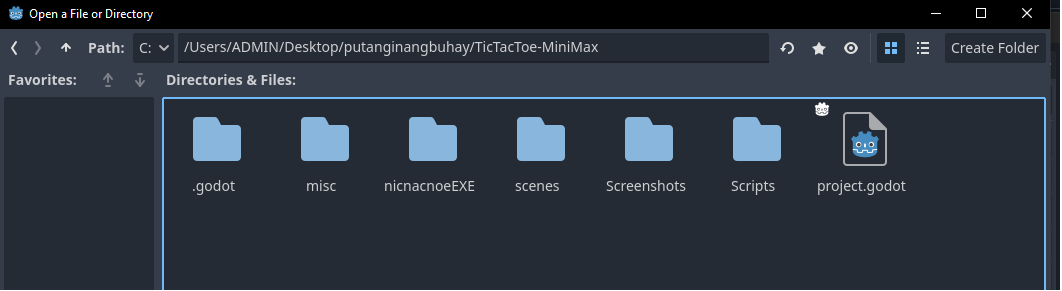 Open a File or Directory
Path: C: /Users/ADMIN/Desktop/putanginangbuhay/TicTacToe-MiniMax Create Folder
Favorites: Directories & Files:
.godot misc nicnacnoeEXE scenes Screenshots Scripts project.godot